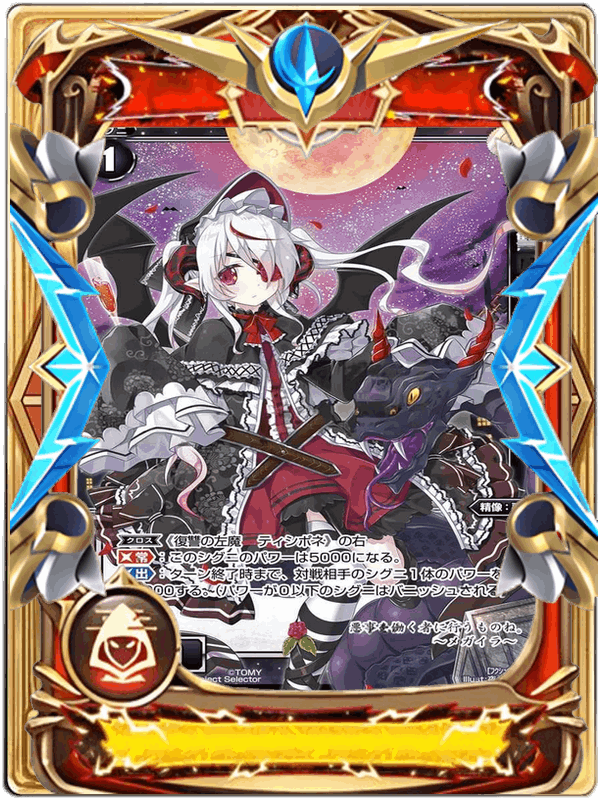 1
精像：
クロス 《復讐の左魔　ティシポネ》の右
常：このシグニのパワーは5000になる。
出：ターン終了時まで、対戦相手のシグニ１体のパワーを
000する。(パワーが０以下のシグニはバニッシュされる
悪事を働く者に行うものね。
～メガイラ～
©TOMY
ject Selector
Illust: